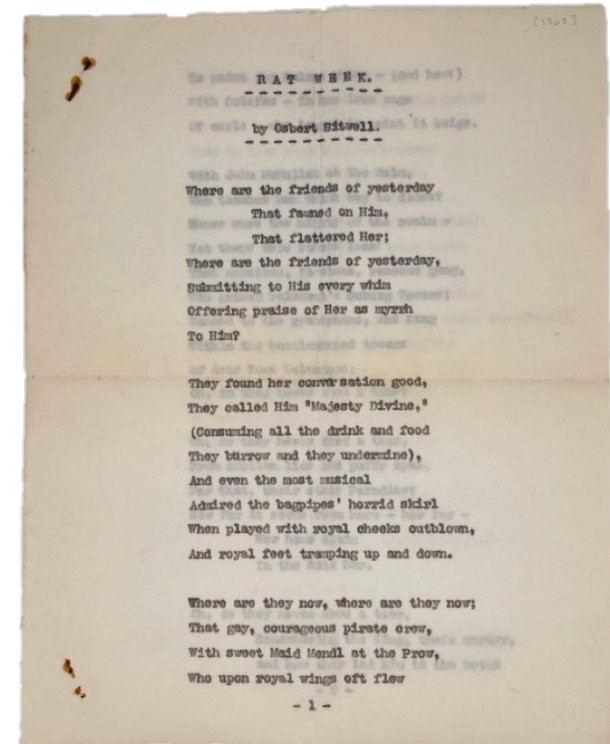 [1302]
RAT WEEK.
by Osbert Sitwell.
Where are the friends of yesterday
That fawned on Him,
That flattered Her;
Where are the friends of yesterday,
Submitting to His every whim
Offering praise of Her as myrrh
To Him?
They found her conversation good,
They called Him "Majesty Divine,"
(Consuming all the drink and food
They burrow and they undermine),
And even the most musical
Admired the bagpipes' horrid skirl
When played with royal cheeks outblown,
And royal feet tramping up and down.
Where are they now, where are they now;
That gay, courageous pirate crew,
With sweet Maid Mendl at the Prow,
Who upon royal wings oft flew
- 1 -